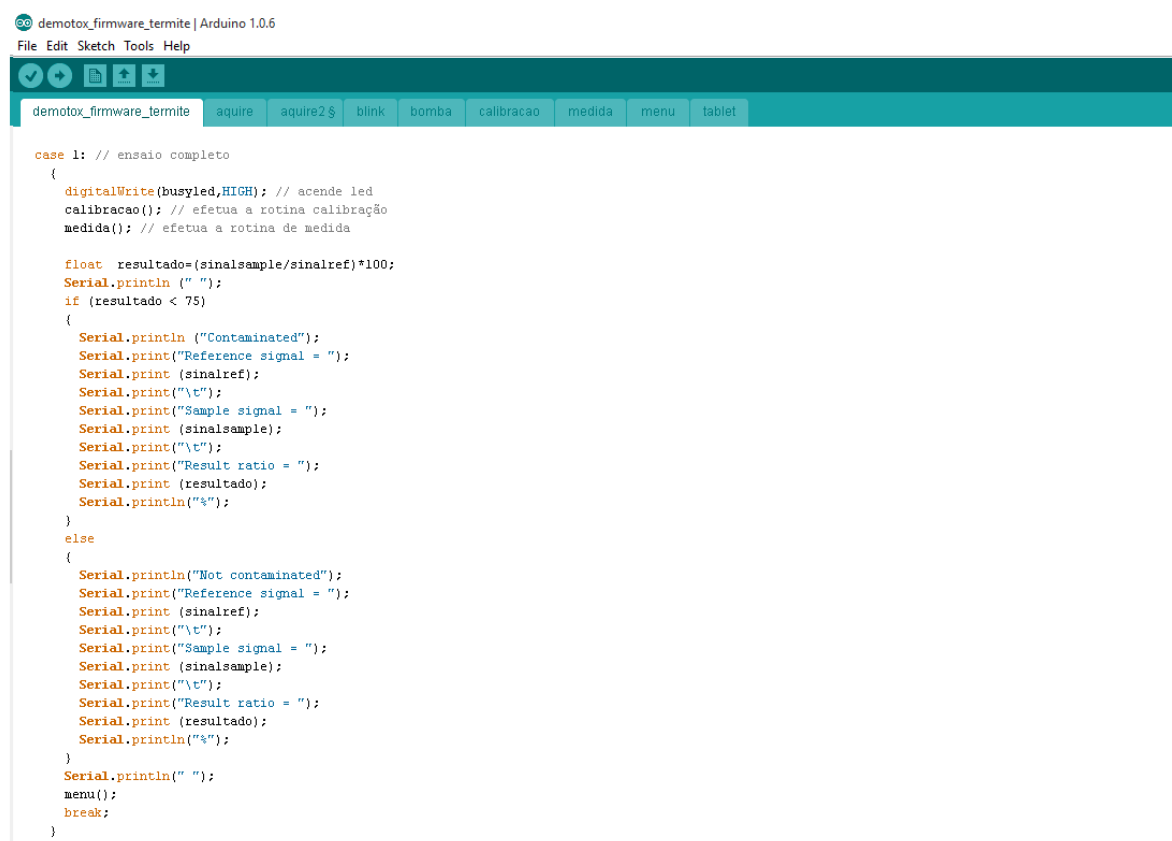 demotox_firmware_termite | Arduino 1.0.6
File Edit Sketch Tools Help
demotox_firmware_termite aquire aquire2 § blink bomba calibracao medida menu tablet
case 1: // ensaio completo
{
digitalWrite(busyled,HIGH); // acende led
calibracao(); // efetua a rotina calibração
medida(); // efetua a rotina de medida
float  resultado=(sinalsample/sinalref)*100;
Serial.println (" ");
if (resultado < 75)
{
Serial.println ("Contaminated");
Serial.print("Reference signal = ");
Serial.print (sinalref);
Serial.print("\t");
Serial.print("Sample signal = ");
Serial.print (sinalsample);
Serial.print("\t");
Serial.print("Result ratio = ");
Serial.print (resultado);
Serial.println("%");
}
else
{
Serial.println("Not contaminated");
Serial.print("Reference signal = ");
Serial.print (sinalref);
Serial.print("\t");
Serial.print("Sample signal = ");
Serial.print (sinalsample);
Serial.print("\t");
Serial.print("Result ratio = ");
Serial.print (resultado);
Serial.println("%");
}
Serial.println(" ");
menu();
break;
}